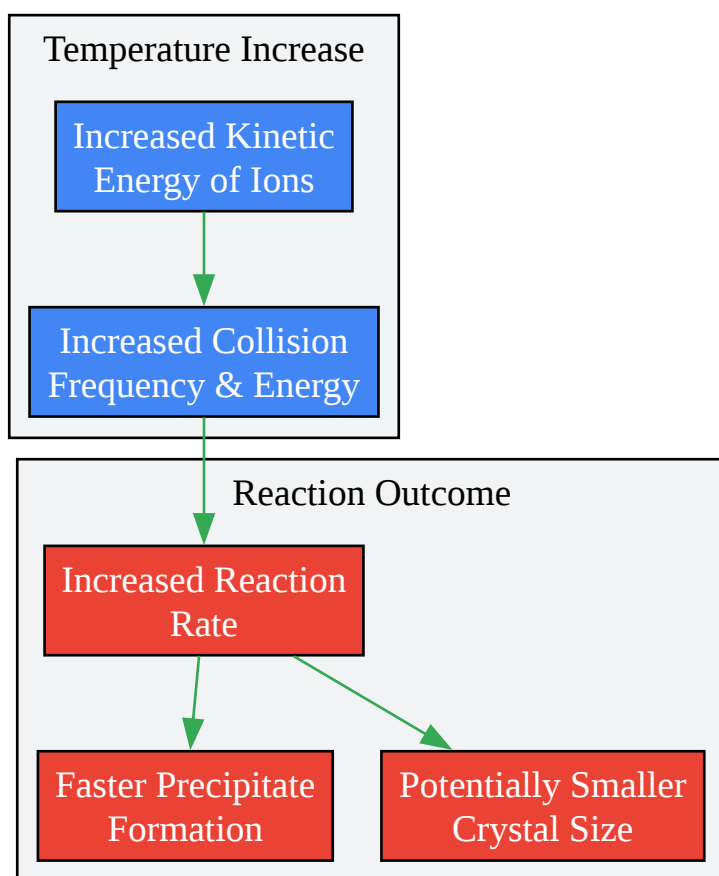 Temperature Increase
Increased Kinetic
Energy of Ions
Increased Collision
Frequency & Energy
Reaction Outcome
Increased Reaction
Rate
Faster Precipitate
Formation
Potentially Smaller
Crystal Size